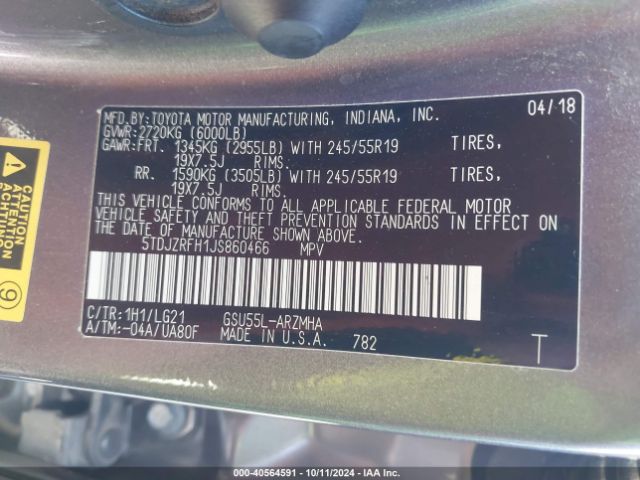 MFD.BY:TOYOTA MOTOR MANUFACTURING, INDIANA, INC. 04/18
GVWR:2720KG (6000LB)
GAWR:FRT. 1345KG (2955LB) WITH 245/55R19 TIRES,
19X7.5J RIMS.
RR. 1590KG (3505LB) WITH 245/55R19 TIRES,
19X7.5J RIMS.
THIS VEHICLE CONFORMS TO ALL APPLICABLE FEDERAL MOTOR
VEHICLE SAFETY AND THEFT PREVENTION STANDARDS IN EFFECT ON
THE DATE OF MANUFACTURE SHOWN ABOVE.
5TDJZRFH1JS860466 MPV
C/TR:1H1/LG21 GSU55L-ARZMHA
A/TM:-04A/UA80F MADE IN U.S.A. 782 T
CAUTION
ATTENTION
ACHTUNG
9
000-40564591 - 10/11/2024 - IAA Inc.